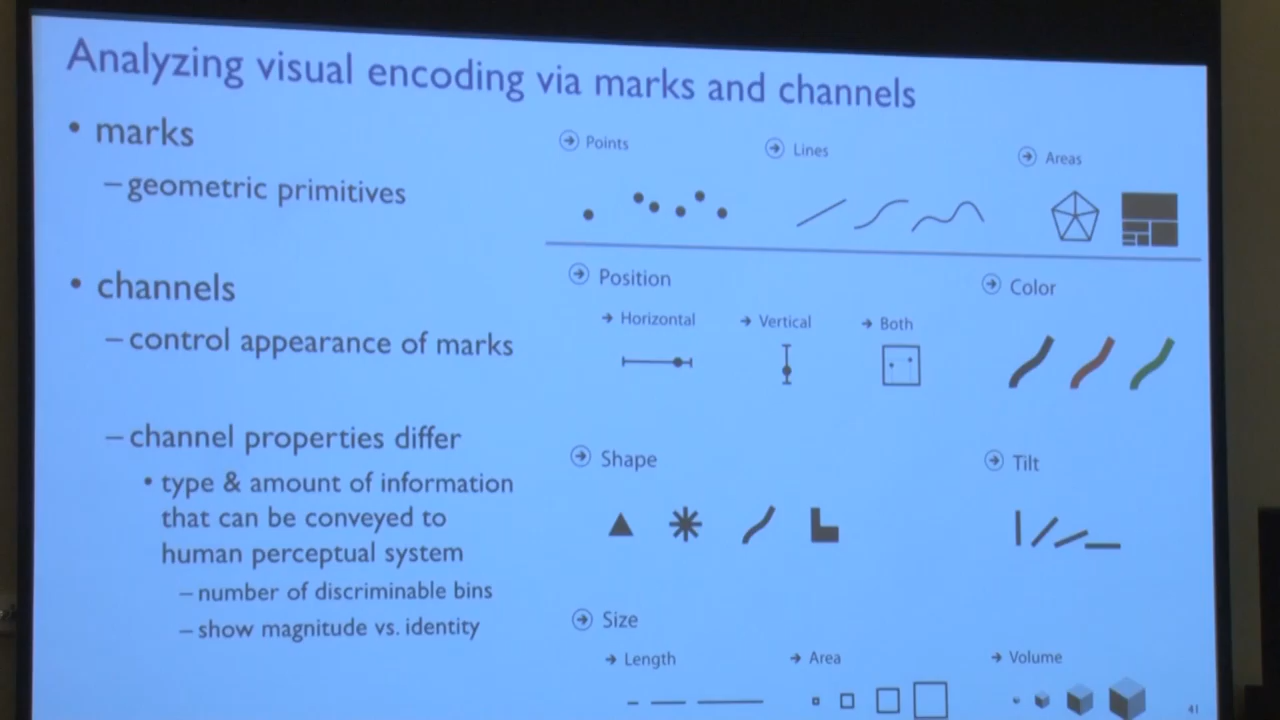 Analyzing visual encoding via marks and channels
• marks
– geometric primitives
• channels
– control appearance of marks
– channel properties differ
• type & amount of information
that can be conveyed to
human perceptual system
– number of discriminable bins
– show magnitude vs. identity
Points
Lines
Areas
Position
Horizontal
Vertical
Both
Color
Shape
Tilt
Size
Length
Area
Volume
41